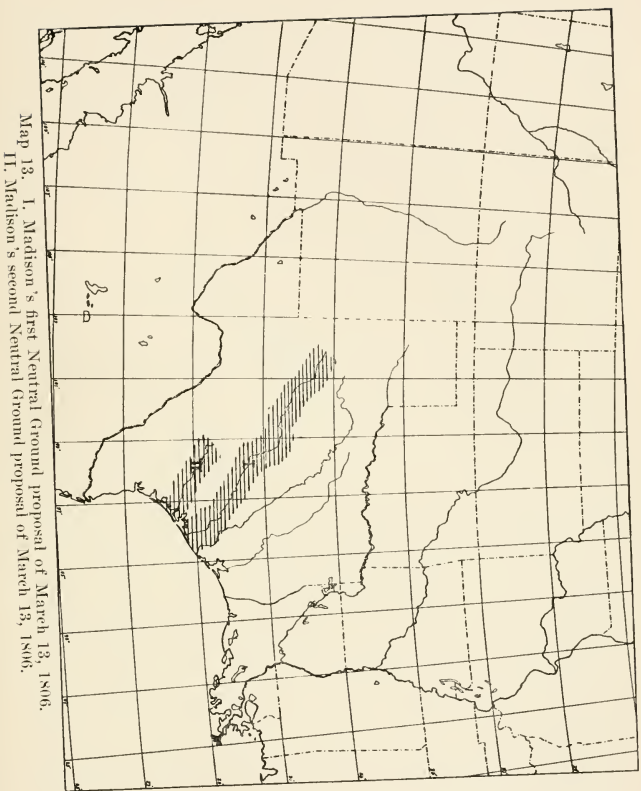 Map 13. I. Madison's first Neutral Ground proposal of March 13, 1806.
II. Madison's second Neutral Ground proposal of March 13, 1806.